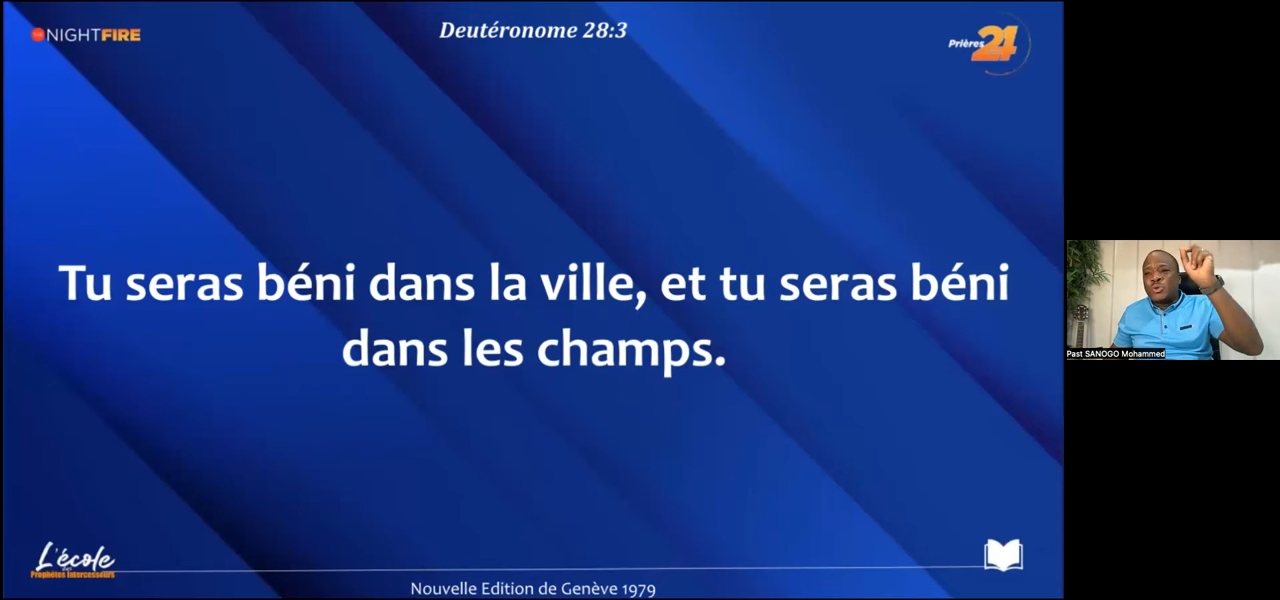 NIGHTFIRE
Deutéronome 28:3
Prières 24
Tu seras béni dans la ville, et tu seras béni
dans les champs.
Past SANOGO Mohammed
L'école
des
Prophètes Intercesseurs
Nouvelle Edition de Genève 1979